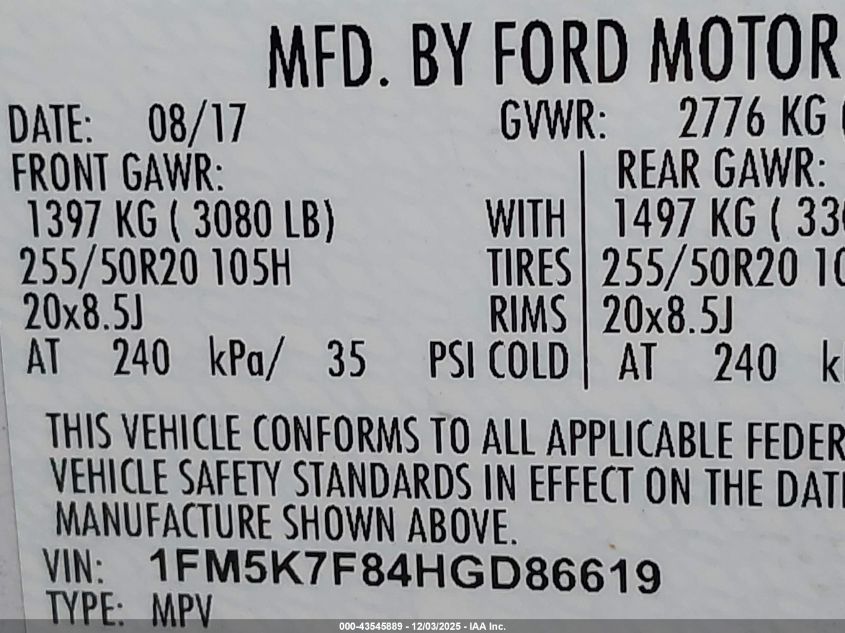 MFD. BY FORD MOTOR
DATE: 08/17 GVWR: 2776 KG (
FRONT GAWR: REAR GAWR:
1397 KG ( 3080 LB) WITH 1497 KG ( 33
255/50R20 105H TIRES 255/50R20 10
20x8.5J RIMS 20x8.5J
AT 240 kPa/ 35 PSI COLD AT 240 k
THIS VEHICLE CONFORMS TO ALL APPLICABLE FEDER
VEHICLE SAFETY STANDARDS IN EFFECT ON THE DAT
MANUFACTURE SHOWN ABOVE.
VIN: 1FM5K7F84HGD86619
TYPE: MPV
000-43545889 - 12/03/2025 - IAA Inc.